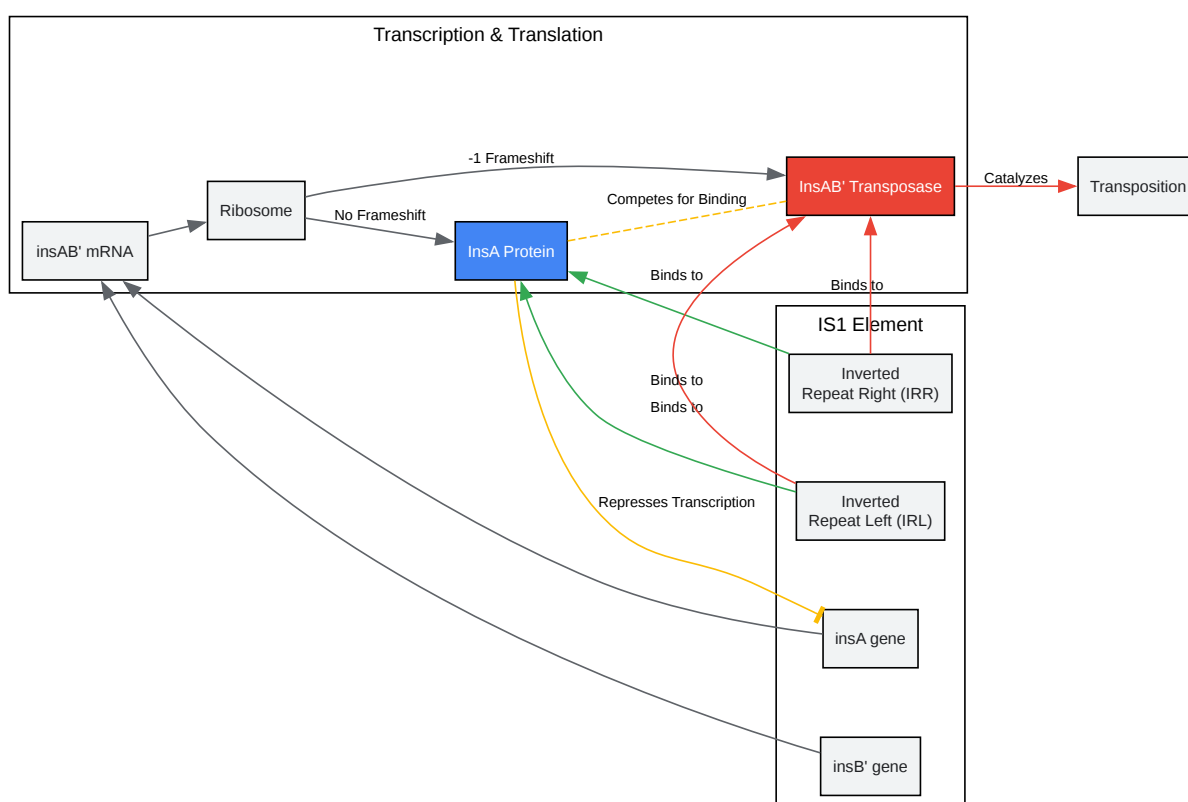 Transcription & Translation
-1 Frameshift
InsAB' Transposase
Catalyzes
Transposition
Ribosome
Competes for Binding
No Frameshift
insAB' mRNA
InsA Protein
Binds to
Binds to
IS1 Element
Inverted
Repeat Right (IRR)
Binds to
Binds to
Inverted
Repeat Left (IRL)
Represses Transcription
insA gene
insB' gene